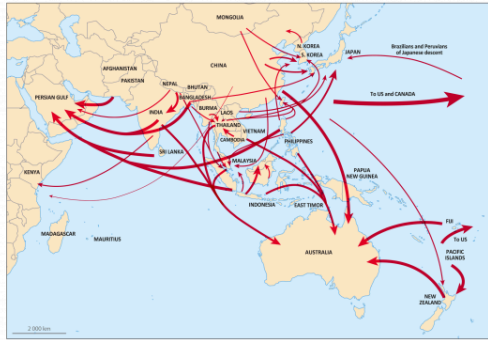 MONGOLIA
N. KOREA
S. KOREA
JAPAN
Brazilians and Peruvians
of Japanese descent
CHINA
AFGHANISTAN
PAKISTAN
NEPAL
BHUTAN
BANGLADESH
PERSIAN GULF
To US and CANADA
INDIA
BURMA
LAOS
THAILAND
VIETNAM
CAMBODIA
PHILIPPINES
SRI LANKA
MALAYSIA
KENYA
PAPUA
NEW GUINEA
INDONESIA
EAST TIMOR
MADAGASCAR
MAURITIUS
FIJI
To US
AUSTRALIA
PACIFIC
ISLANDS
NEW
ZEALAND
2 000 km